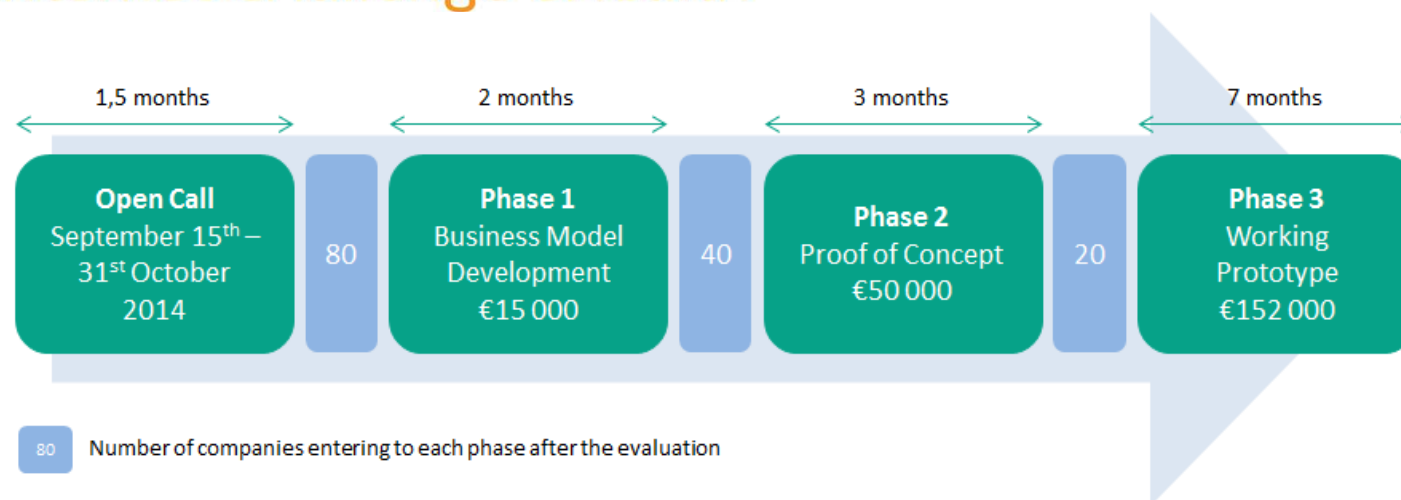 1,5 months
2 months
3 months
7 months
Open Call
September 15th –
31st October
2014
80
Phase 1
Business Model
Development
€15 000
40
Phase 2
Proof of Concept
€50 000
20
Phase 3
Working
Prototype
€152 000
80
Number of companies entering to each phase after the evaluation